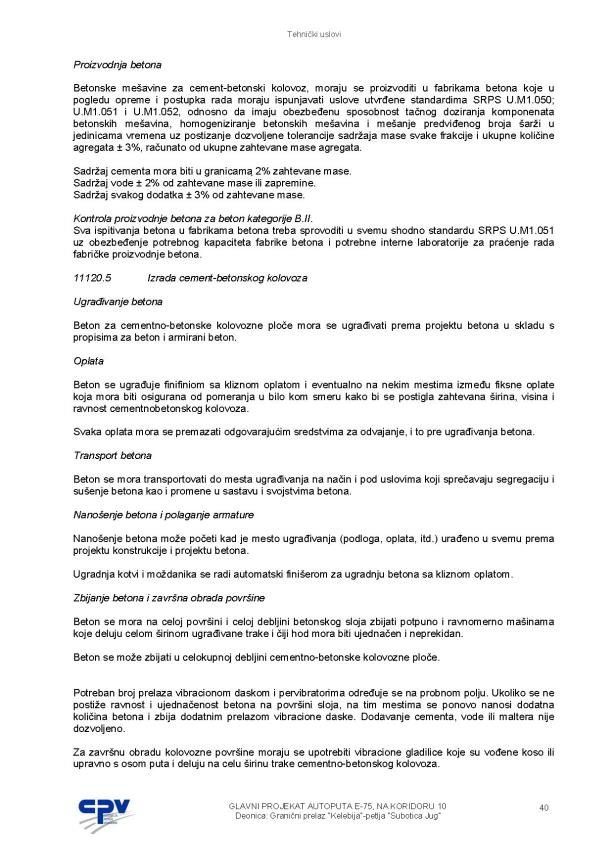 Tehnički uslovi
Proizvodnja betona
Betonske mešavine za cement-betonski kolovoz, moraju se proizvoditi u fabrikama betona koje u
pogledu opreme i postupka rada moraju ispunjavati uslove utvrđene standardima SRPS U.M1.050;
U.M1.051 i U.M1.052, odnosno da imaju obezbeđenu sposobnost tačnog doziranja komponenata
betonskih mešavina, homogeniziranje betonskih mešavina i mešanje predviđenog broja šarži u
jedinicama vremena uz postizanje dozvoljene tolerancije sadržaja mase svake frakcije i ukupne količine
agregata ± 3%, računato od ukupne zahtevane mase agregata.
Sadržaj cementa mora biti u granicama 2% zahtevane mase.
Sadržaj vode ± 2% od zahtevane mase ili zapremine.
Sadržaj svakog dodatka ± 3% od zahtevane mase.
Kontrola proizvodnje betona za beton kategorije B.II.
Sva ispitivanja betona u fabrikama betona treba sprovoditi u svemu shodno standardu SRPS U.M1.051
uz obezbeđenje potrebnog kapaciteta fabrike betona i potrebne interne laboratorije za praćenje rada
fabričke proizvodnje betona.
11120.5 Izrada cement-betonskog kolovoza
Ugrađivanje betona
Beton za cementno-betonske kolovozne ploče mora se ugrađivati prema projektu betona u skladu s
propisima za beton i armirani beton.
Oplata
Beton se ugrađuje finifiniom sa kliznom oplatom i eventualno na nekim mestima između fiksne oplate
koja mora biti osigurana od pomeranja u bilo kom smeru kako bi se postigla zahtevana širina, visina i
ravnost cementnobetonskog kolovoza.
Svaka oplata mora se premazati odgovarajućim sredstvima za odvajanje, i to pre ugrađivanja betona.
Transport betona
Beton se mora transportovati do mesta ugrađivanja na način i pod uslovima koji sprečavaju segregaciju i
sušenje betona kao i promene u sastavu i svojstvima betona.
Nanošenje betona i polaganje armature
Nanošenje betona može početi kad je mesto ugrađivanja (podloga, oplata, itd.) urađeno u svemu prema
projektu konstrukcije i projektu betona.
Ugradnja kotvi i moždanika se radi automatski finišerom za ugradnju betona sa kliznom oplatom.
Zbijanje betona i završna obrada površine
Beton se mora na celoj površini i celoj debljini betonskog sloja zbijati potpuno i ravnomerno mašinama
koje deluju celom širinom ugrađivane trake i čiji hod mora biti ujednačen i neprekidan.
Beton se može zbijati u celokupnoj debljini cementno-betonske kolovozne ploče.
Potreban broj prelaza vibracionom daskom i pervibratorima određuje se na probnom polju. Ukoliko se ne
postiže ravnost i ujednačenost betona na površini sloja, na tim mestima se ponovo nanosi dodatna
količina betona i zbija dodatnim prelazom vibracione daske. Dodavanje cementa, vode ili maltera nije
dozvoljeno.
Za završnu obradu kolovozne površine moraju se upotrebiti vibracione gladilice koje su vođene koso ili
upravno s osom puta i deluju na celu širinu trake cementno-betonskog kolovoza.
CPV
GLAVNI PROJEKAT AUTOPUTA E-75, NA KORIDORU 10
Deonica: Granični prelaz "Kelebija"-petlja "Subotica Jug"
40